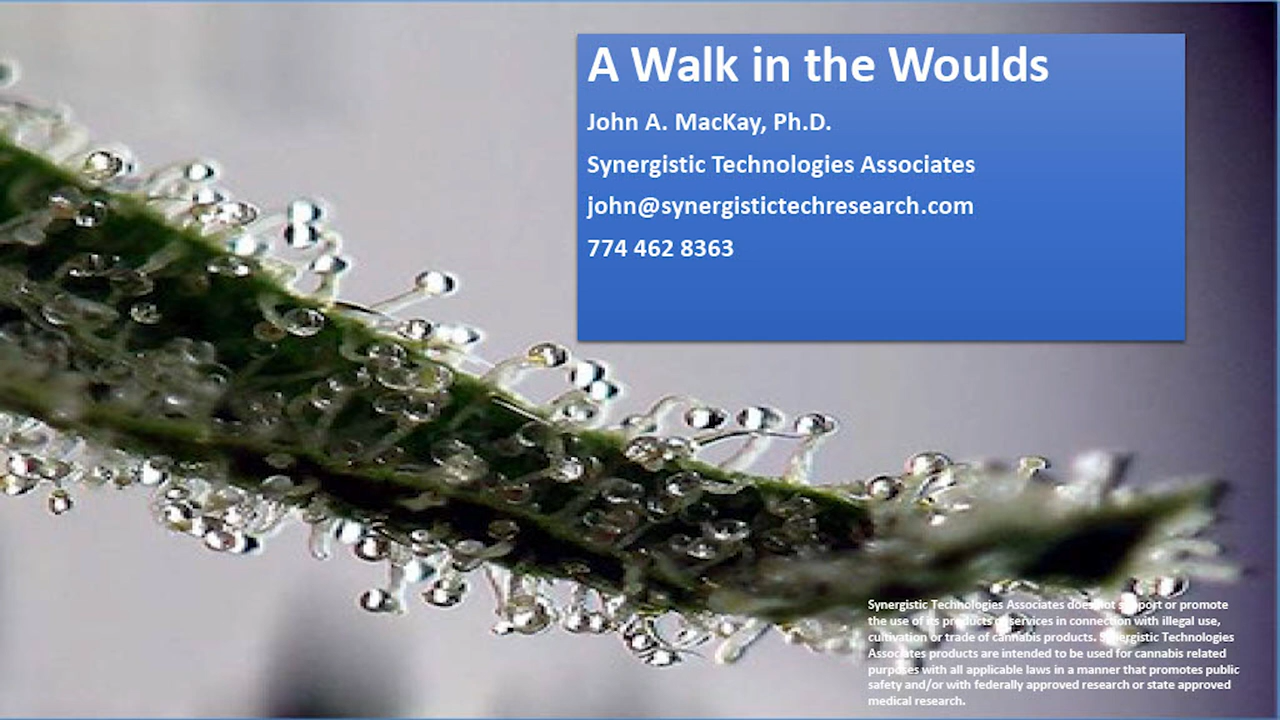 A Walk in the Woulds
John A. MacKay, Ph.D.
Synergistic Technologies Associates
john@synergistictechresearch.com
774 462 8363
Synergistic Technologies Associates does not support or promote
the use of its products or services in connection with illegal use,
cultivation or trade of cannabis products. Synergistic Technologies
Associates products are intended to be used for cannabis related
purposes with all applicable laws in a manner that promotes public
safety and/or with federally approved research or state approved
medical research.